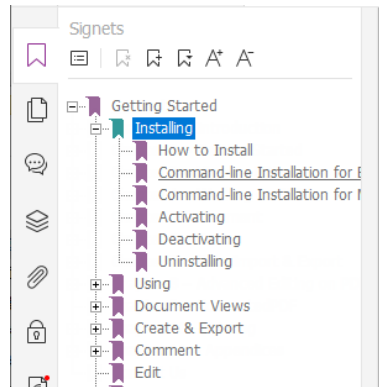 Signets
Getting Started
Installing
How to Install
Command-line Installation for
Command-line Installation for
Activating
Deactivating
Uninstalling
Using
Document Views
Create & Export
Comment
Edit